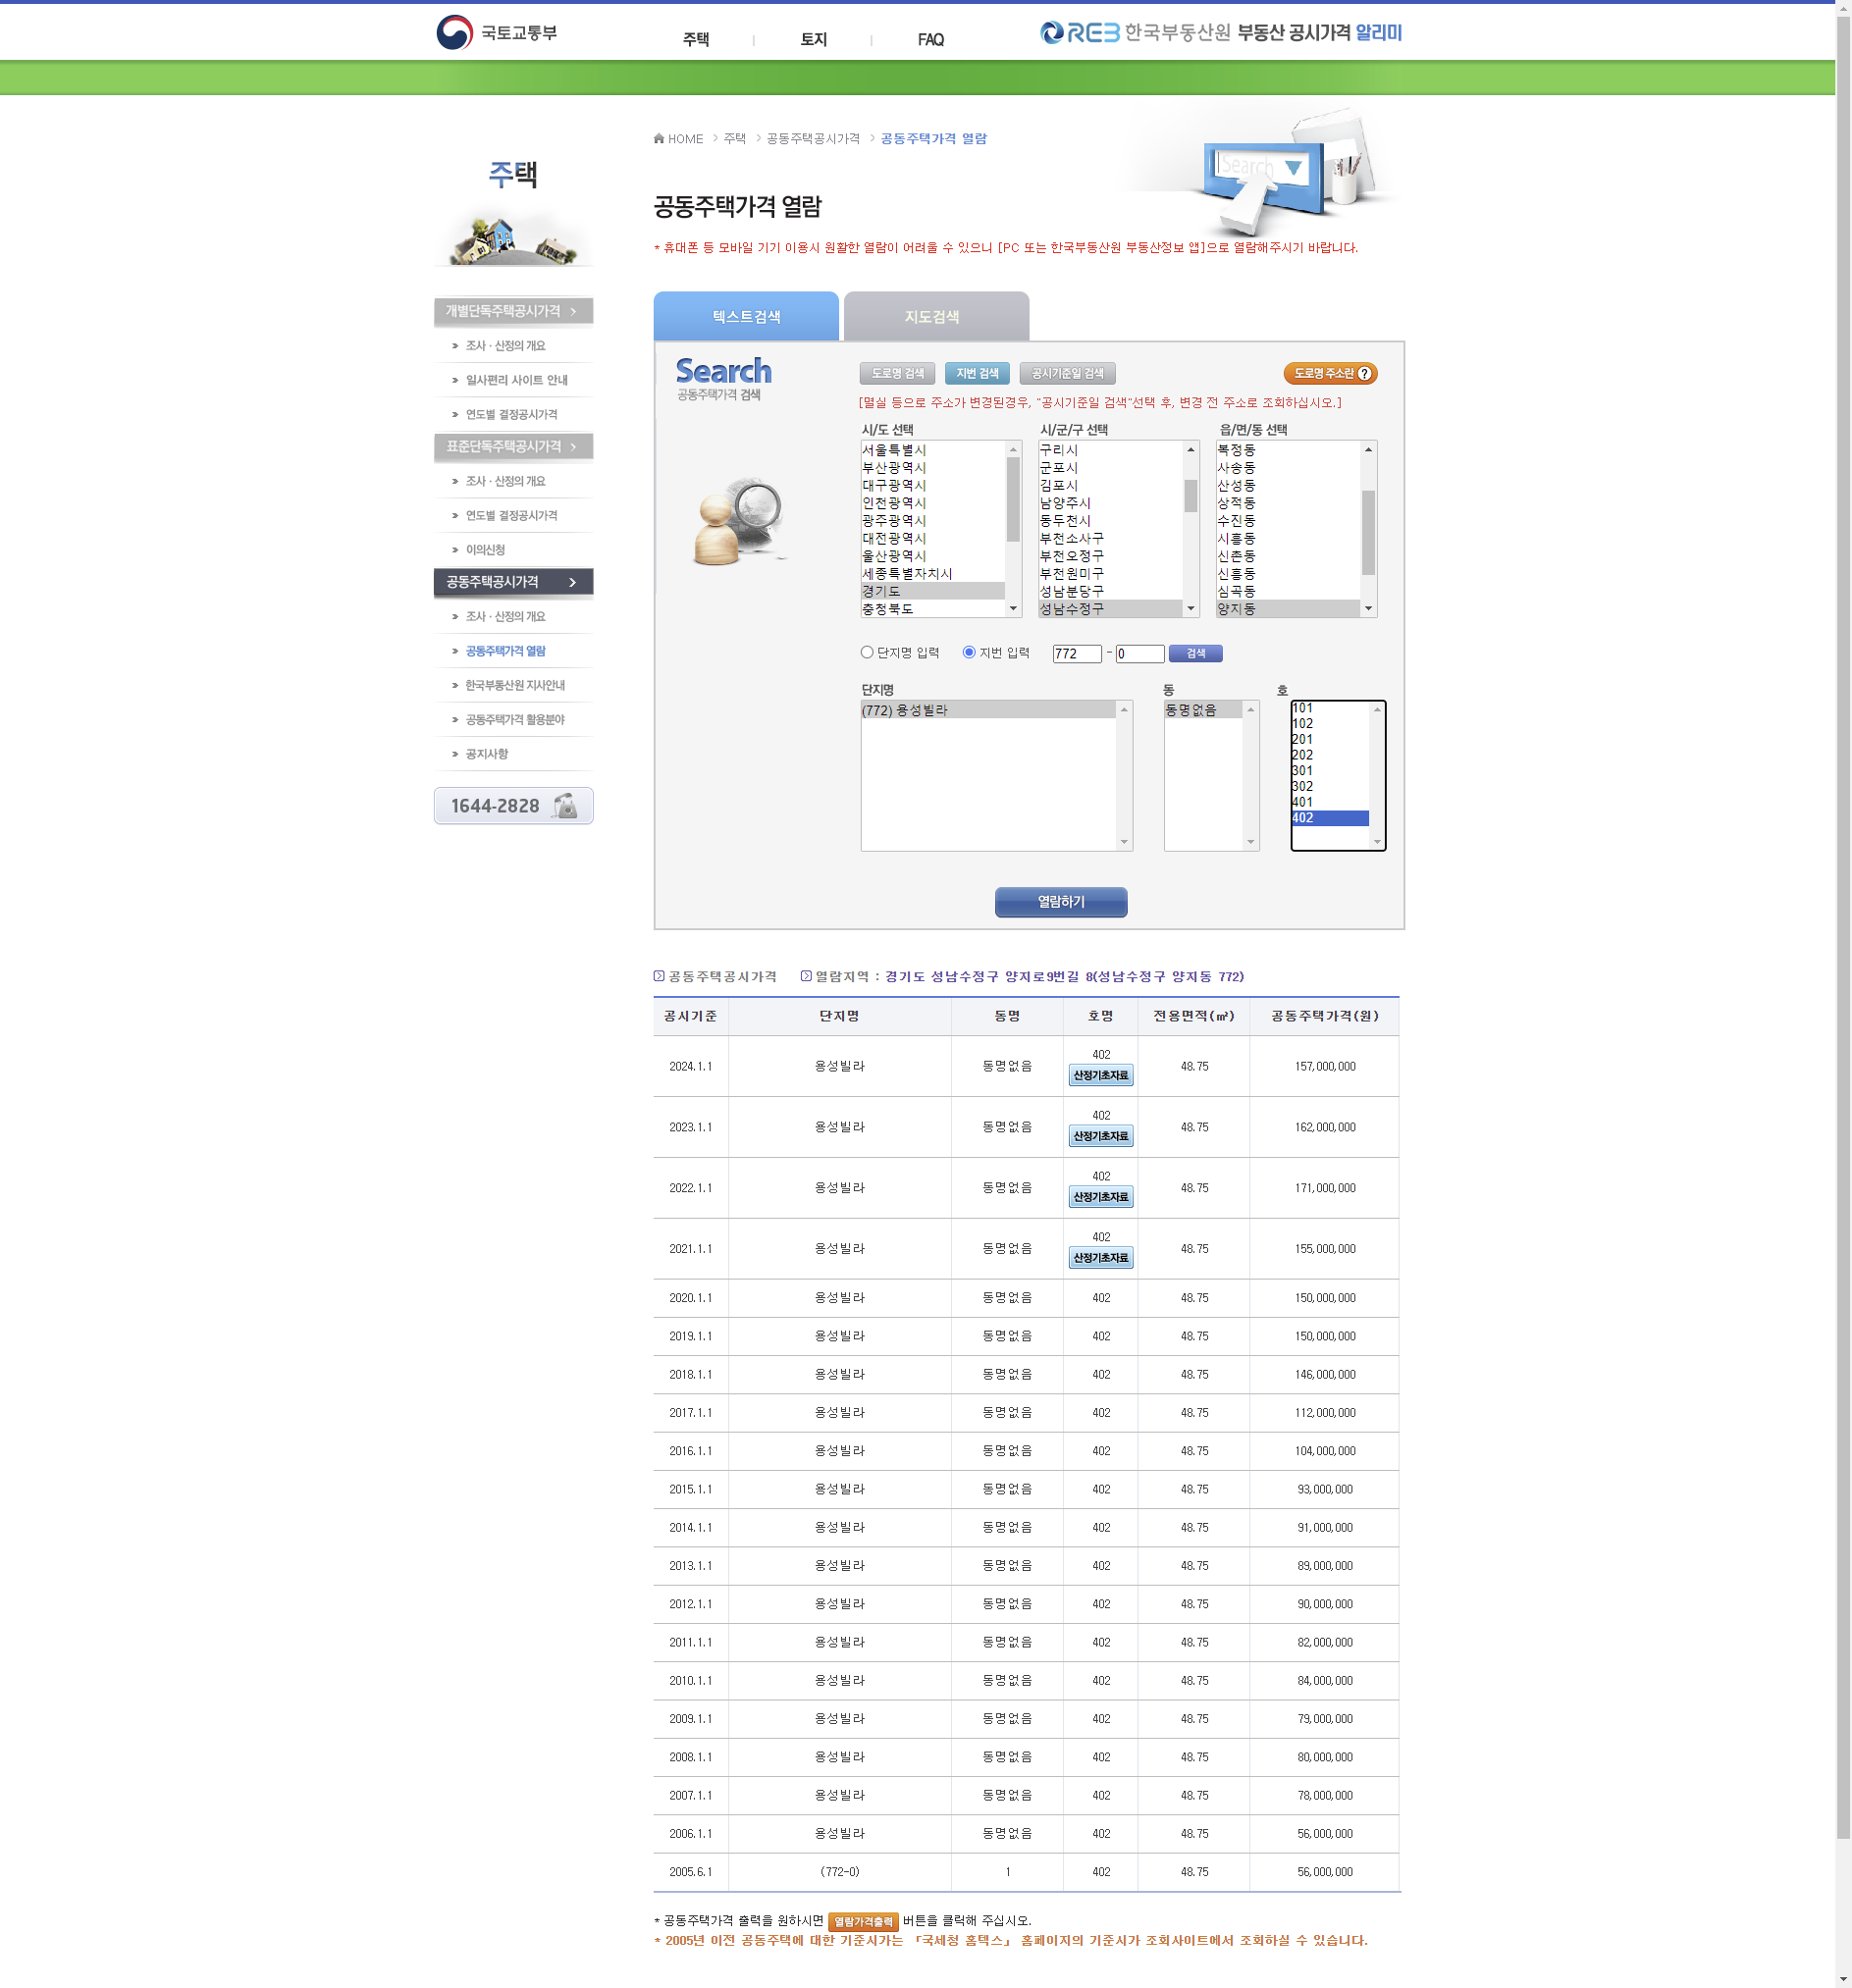 국토교통부
주택
토지
FAQ
REB 한국부동산원 부동산 공시가격 알리미
HOME > 주택 > 공동주택공시가격 > 공동주택가격 열람
Search
주택
공동주택가격 열람
* 휴대폰 등 모바일 기기 이용시 원활한 열람이 어려울 수 있으니 [PC 또는 한국부동산원 부동산정보 앱]으로 열람해주시기 바랍니다.
개별단독주택공시가격
조사 · 산정의 개요
일사편리 사이트 안내
연도별 결정공시가격
표준단독주택공시가격
조사 · 산정의 개요
연도별 결정공시가격
이의신청
공동주택공시가격
조사 · 산정의 개요
공동주택가격 열람
한국부동산원 지사안내
공동주택가격 활용분야
공지사항
1644-2828
텍스트검색
지도검색
Search
공동주택가격 검색
도로명 검색
지번 검색
공시기준일 검색
도로명 주소란 ?
[멸실 등으로 주소가 변경된경우, "공시기준일 검색"선택 후, 변경 전 주소로 조회하십시오.]
시/도 선택
서울특별시
부산광역시
대구광역시
인천광역시
광주광역시
대전광역시
울산광역시
세종특별자치시
경기도
충청북도
시/군/구 선택
구리시
군포시
김포시
남양주시
동두천시
부천소사구
부천오정구
부천원미구
성남분당구
성남수정구
읍/면/동 선택
복정동
사송동
산성동
상적동
수진동
시흥동
신촌동
신흥동
심곡동
양지동
단지명 입력
지번 입력
772 - 0
검색
단지명
(772) 용성빌라
동
동명없음
호
101
102
201
202
301
302
401
402
열람하기
공동주택공시가격
열람지역 : 경기도 성남수정구 양지로9번길 8(성남수정구 양지동 772)
공시기준 단지명 동명 호명 전용면적(㎡) 공동주택가격(원)
2024.1.1 용성빌라 동명없음 402 산정기초자료 48.75 157,000,000
2023.1.1 용성빌라 동명없음 402 산정기초자료 48.75 162,000,000
2022.1.1 용성빌라 동명없음 402 산정기초자료 48.75 171,000,000
2021.1.1 용성빌라 동명없음 402 산정기초자료 48.75 155,000,000
2020.1.1 용성빌라 동명없음 402 48.75 150,000,000
2019.1.1 용성빌라 동명없음 402 48.75 150,000,000
2018.1.1 용성빌라 동명없음 402 48.75 146,000,000
2017.1.1 용성빌라 동명없음 402 48.75 112,000,000
2016.1.1 용성빌라 동명없음 402 48.75 104,000,000
2015.1.1 용성빌라 동명없음 402 48.75 93,000,000
2014.1.1 용성빌라 동명없음 402 48.75 91,000,000
2013.1.1 용성빌라 동명없음 402 48.75 89,000,000
2012.1.1 용성빌라 동명없음 402 48.75 90,000,000
2011.1.1 용성빌라 동명없음 402 48.75 82,000,000
2010.1.1 용성빌라 동명없음 402 48.75 84,000,000
2009.1.1 용성빌라 동명없음 402 48.75 79,000,000
2008.1.1 용성빌라 동명없음 402 48.75 80,000,000
2007.1.1 용성빌라 동명없음 402 48.75 78,000,000
2006.1.1 용성빌라 동명없음 402 48.75 56,000,000
2005.6.1 (772-0) 1 402 48.75 56,000,000
* 공동주택가격 출력을 원하시면 열람가격출력 버튼을 클릭해 주십시오.
* 2005년 이전 공동주택에 대한 기준시가는 「국세청 홈텍스」 홈페이지의 기준시가 조회사이트에서 조회하실 수 있습니다.